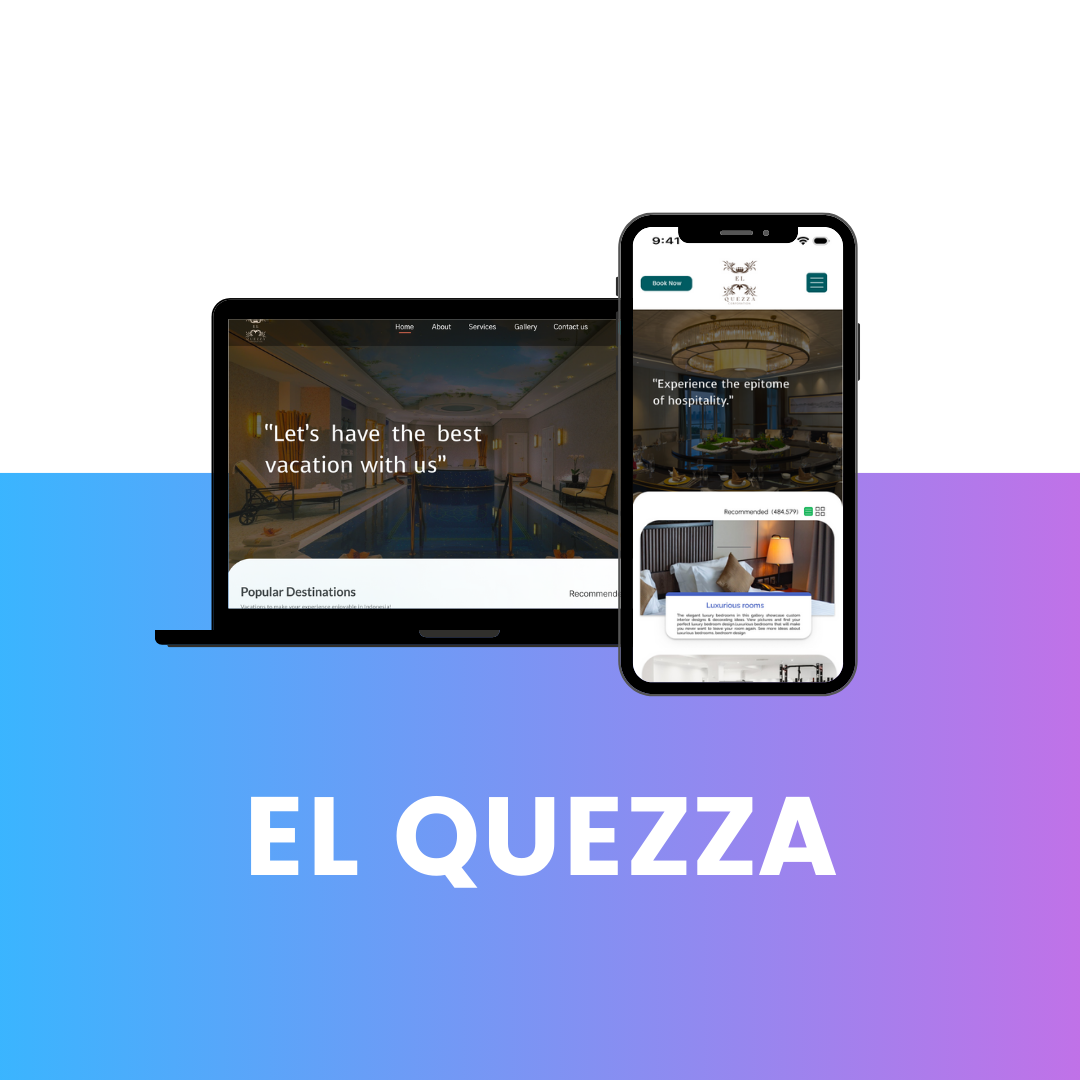 EL
QUEZZA
Home About Services Gallery Contact us
"Let's have the best
vacation with us"
Popular Destinations
Recommend
Vacations to make your experience enjoyable in Indonesia!
9:41
Book Now
EL
QUEZZA
"Experience the epitome
of hospitality."
Recommended (484,579)
Luxurious rooms
The elegant luxury bedrooms in this gallery showcase custom
interior designs & decorating ideas. View pictures and find your
perfect luxury bedroom design.Luxurious bedrooms that will make
you never want to leave your room again. See more ideas about
luxurious bedrooms, bedroom design
EL QUEZZA